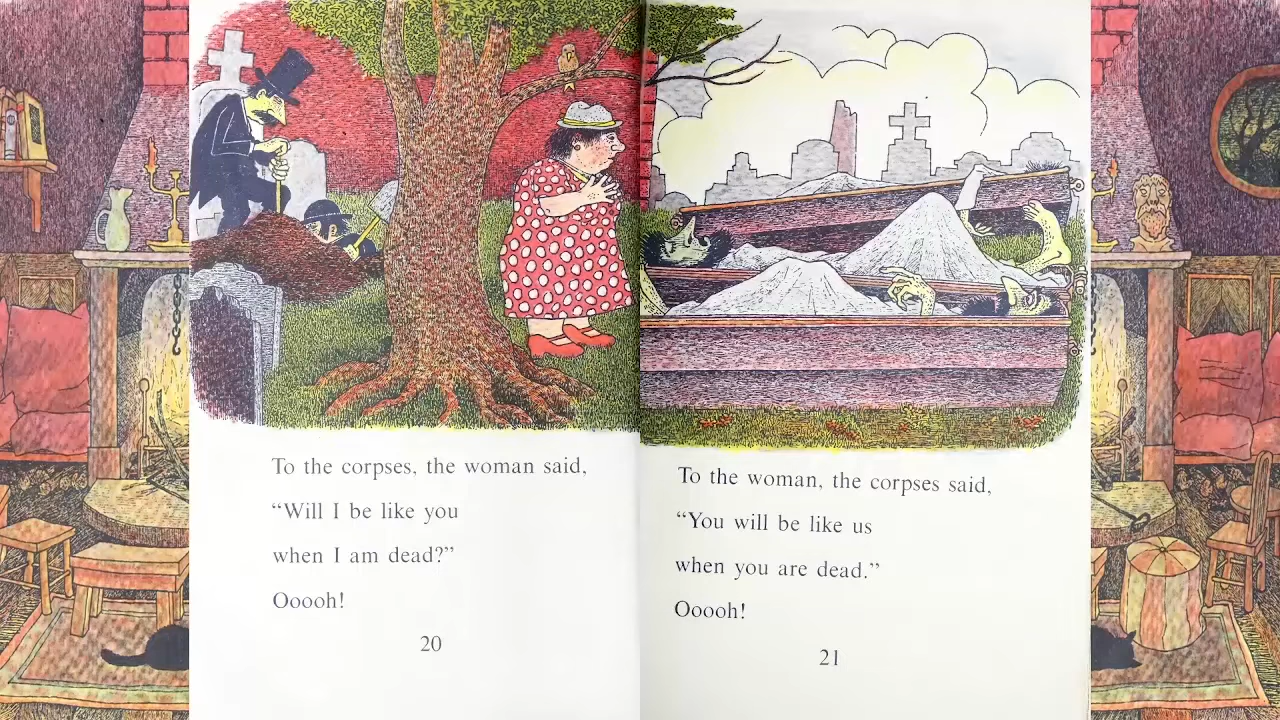 To the corpses, the woman said,
“Will I be like you
when I am dead?”
Ooooh!
20
To the woman, the corpses said,
“You will be like us
when you are dead.”
Ooooh!
21